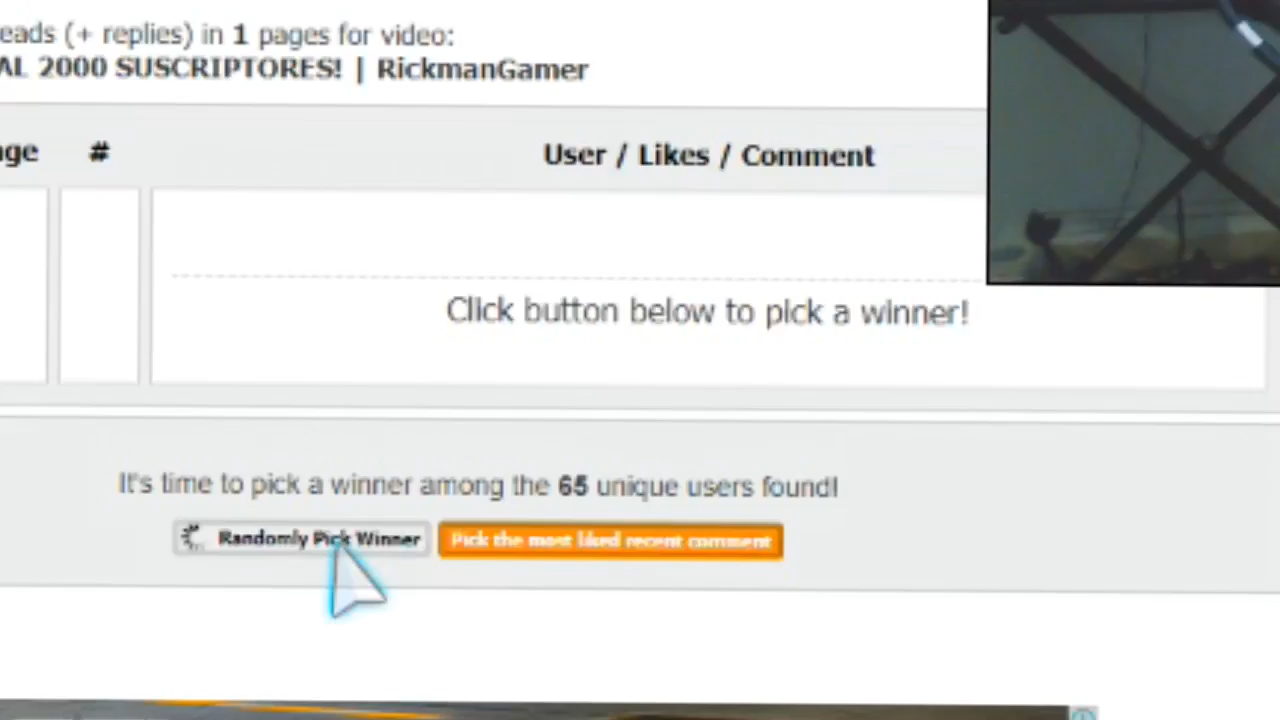 eads (+ replies) in 1 pages for video:
AL 2000 SUSCRIPTORES! | RickmanGamer
ge
#
User / Likes / Comment
Click button below to pick a winner!
It's time to pick a winner among the 65 unique users found!
Randomly Pick Winner
Pick the most liked recent comment